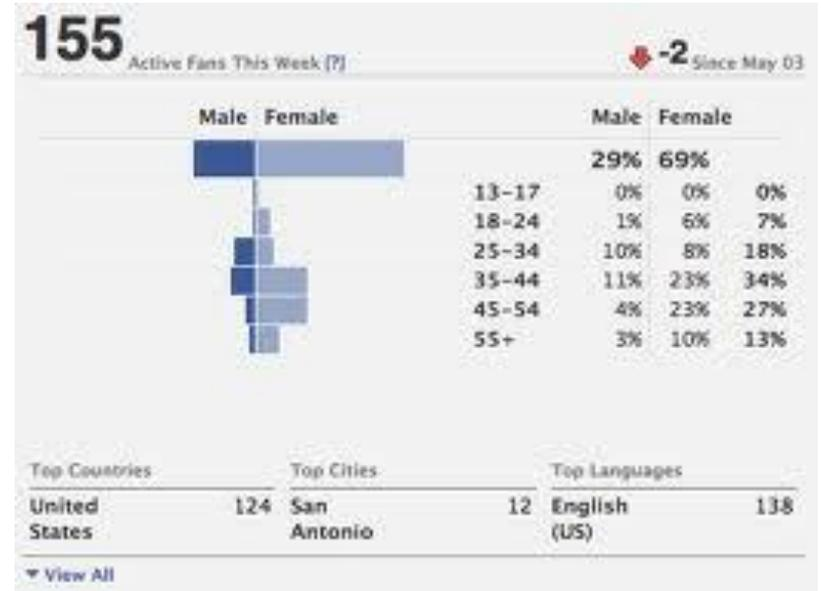 155 Active Fans This Week [?] -2 Since May 03
Male Female Male Female
29% 69%
13-17 0% 0% 0%
18-24 1% 6% 7%
25-34 10% 8% 18%
35-44 11% 23% 34%
45-54 4% 23% 27%
55+ 3% 10% 13%
Top Countries Top Cities Top Languages
United 124 San 12 English 138
States Antonio (US)
View All